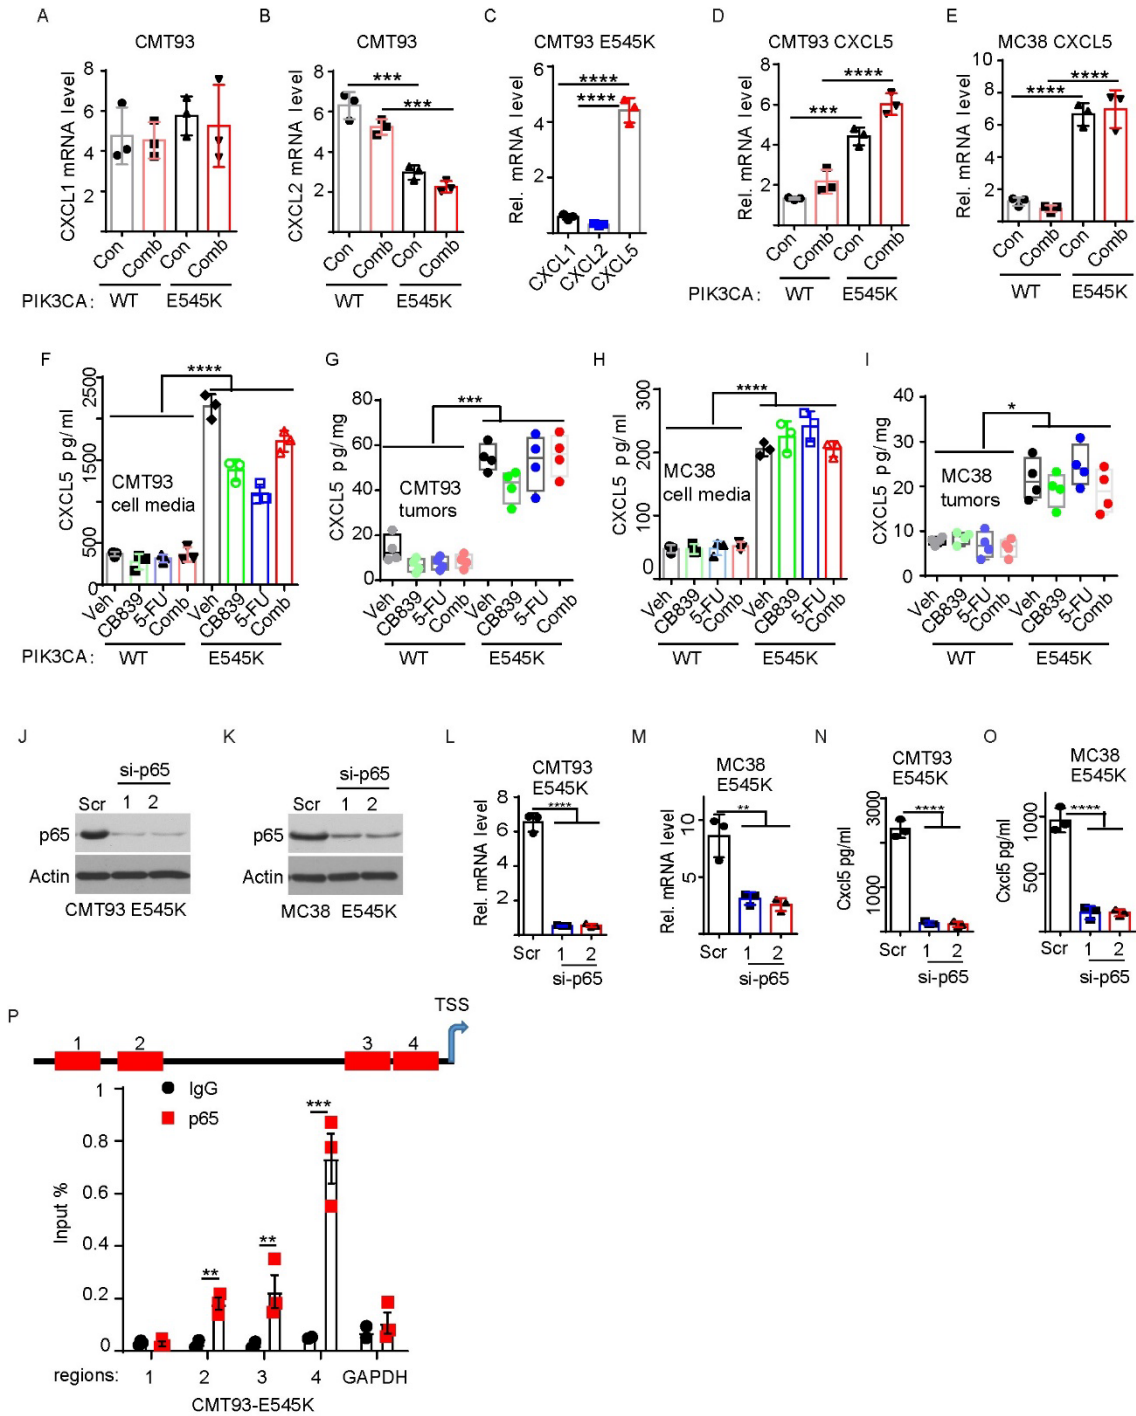 A
CMT93
CXCL1 mRNA level
8
6
4
2
Con
Comb
Con
Comb
PIK3CA:
WT
E545K
B
CMT93
CXCL2 mRNA level
8
6
4
2
***
***
Con
Comb
Con
Comb
WT
E545K
C
CMT93 E545K
Rel. mRNA level
6
4
2
0
****
****
CXCL1
CXCL2
CXCL5
D
CMT93 CXCL5
Rel. mRNA level
8
6
4
2
***
****
Con
Comb
Con
Comb
PIK3CA:
WT
E545K
E
MC38 CXCL5
Rel. mRNA level
10
8
6
4
2
****
****
Con
Comb
Con
Comb
WT
E545K
F
CXCL5 pg/ml
2500
1500
500
0
****
CMT93
cell media
Veh
CB839
5-FU
Comb
Veh
CB839
5-FU
Comb
PIK3CA:
WT
E545K
G
CXCL5 pg/mg
80
60
40
20
0
***
CMT93
tumors
Veh
CB839
5-FU
Comb
Veh
CB839
5-FU
Comb
WT
E545K
H
CXCL5 pg/mg
300
200
100
0
****
MC38
cell media
Veh
CB839
5-FU
Comb
Veh
CB839
5-FU
Comb
PIK3CA:
WT
E545K
I
CXCL5 pg/mg
40
30
20
10
0
*
MC38
tumors
Veh
CB839
5-FU
Comb
Veh
CB839
5-FU
Comb
WT
E545K
J
si-p65
Scr 1 2
p65
Actin
CMT93 E545K
K
si-p65
Scr 1 2
p65
Actin
MC38 E545K
L
CMT93
E545K
Rel. mRNA level
8
6
4
2
0
****
Scr 1 2
si-p65
M
MC38
E545K
Rel. mRNA level
10
5
0
**
Scr 1 2
si-p65
N
CMT93
E545K
Cxcl5 pg/ml
3000
1000
****
Scr 1 2
si-p65
O
MC38
E545K
Cxcl5 pg/ml
1000
500
0
****
Scr 1 2
si-p65
P
TSS
1 2 3 4
IgG
p65
Input %
1
0.8
0.6
0.4
0.2
0
**
**
***
regions: 1 2 3 4 GAPDH
CMT93-E545K